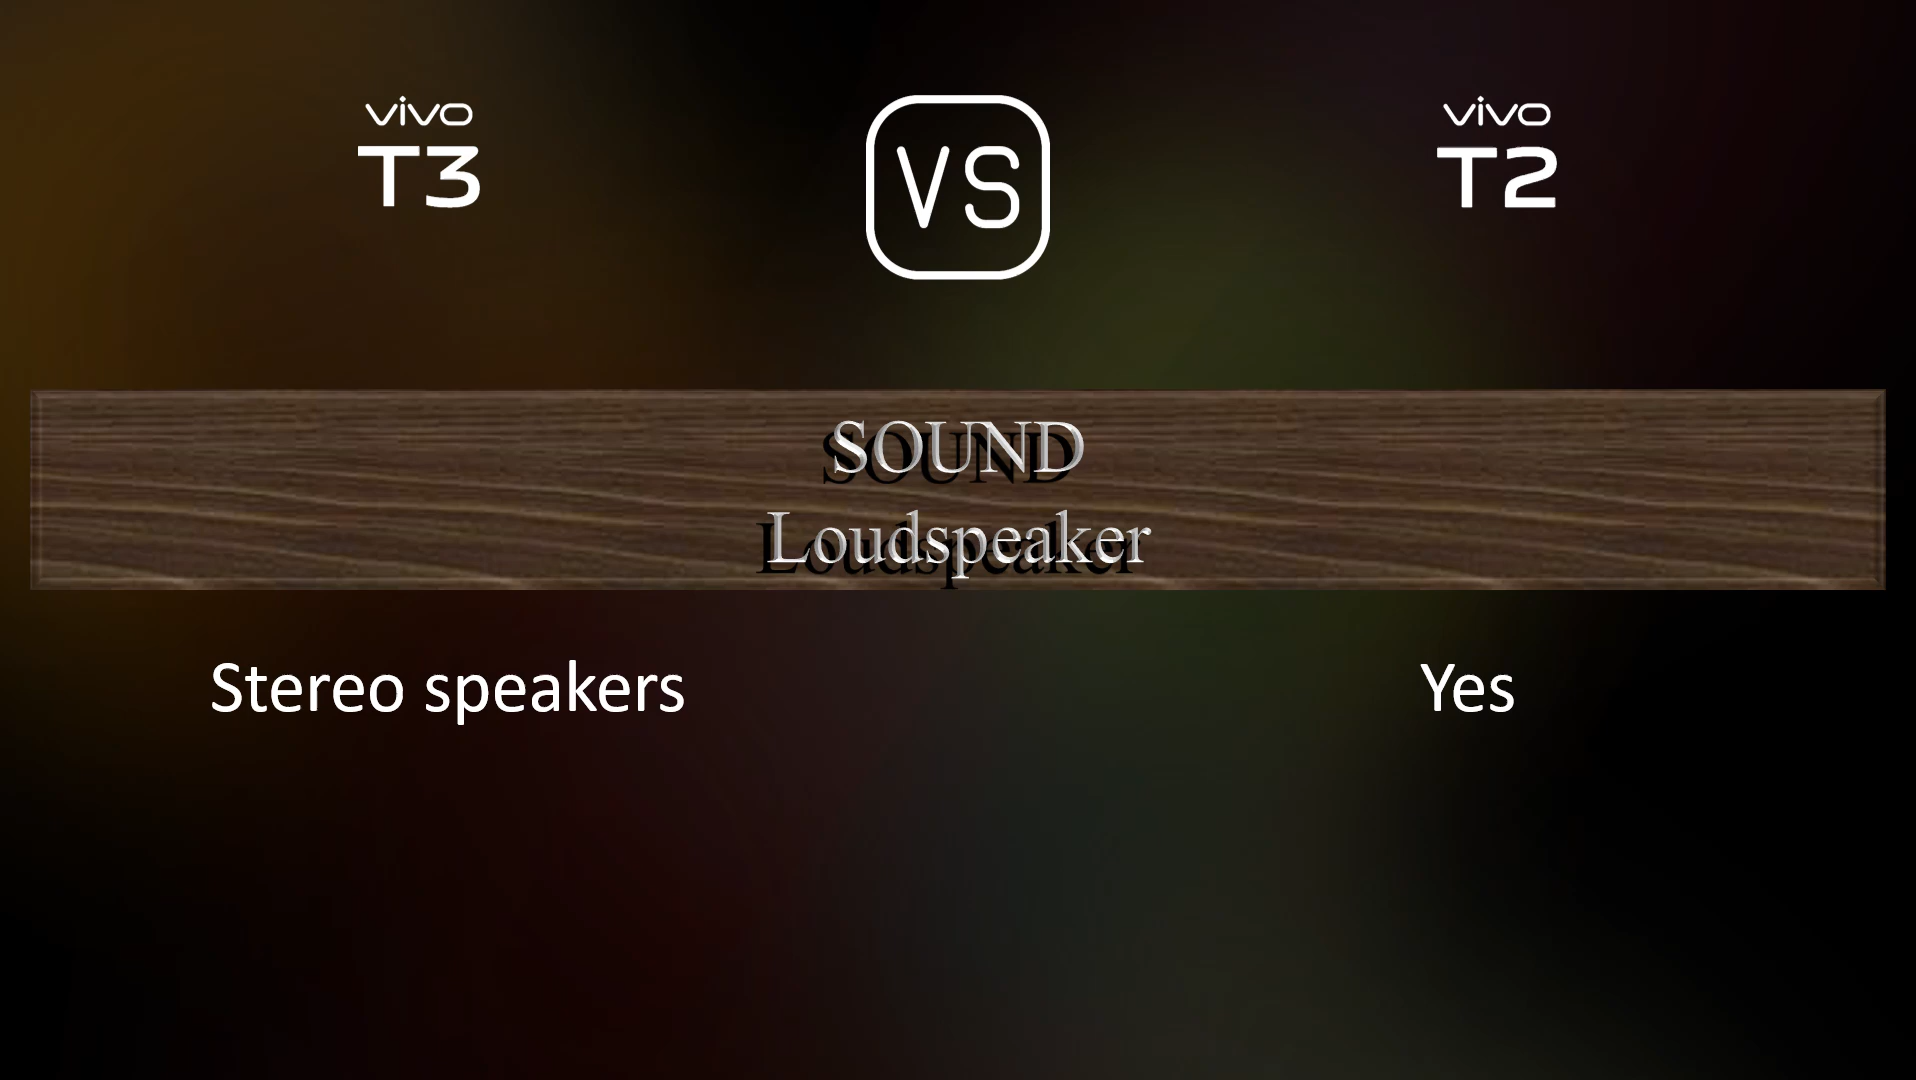 vivo
T3
VS
vivo
T2
SOUND
Loudspeaker
Stereo speakers
Yes